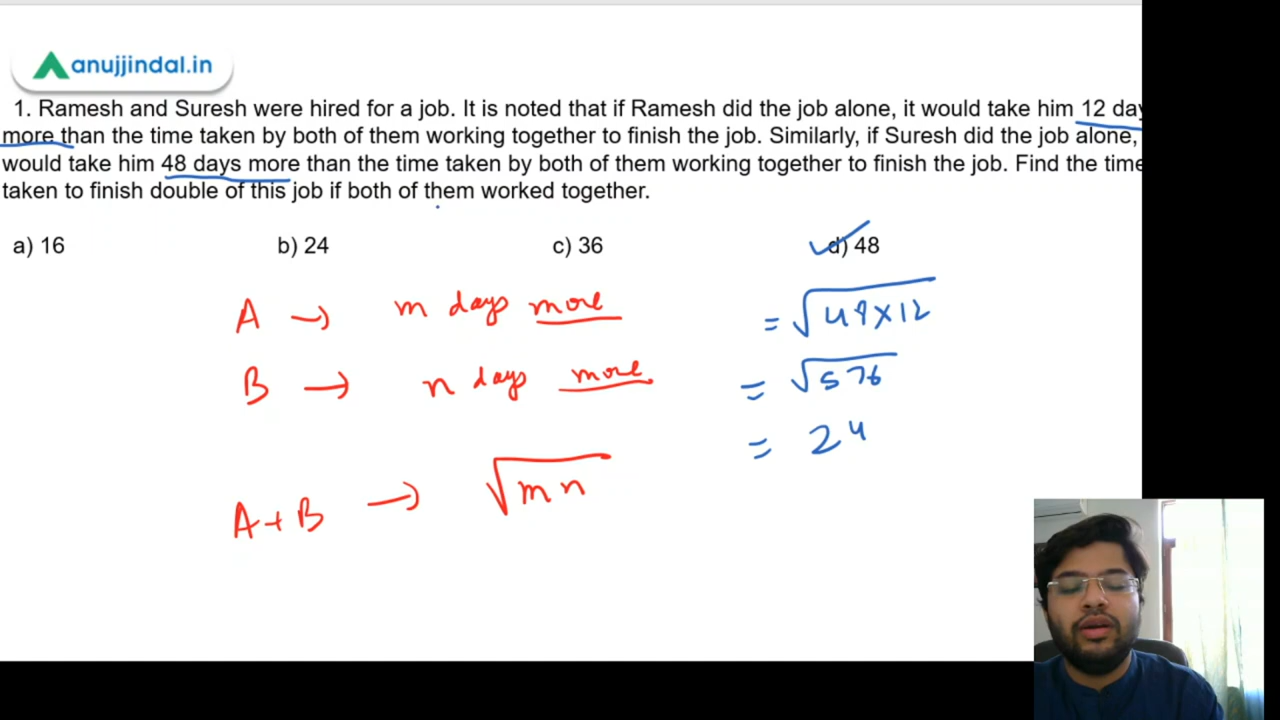 anujjindal.in
1. Ramesh and Suresh were hired for a job. It is noted that if Ramesh did the job alone, it would take him 12 day
more than the time taken by both of them working together to finish the job. Similarly, if Suresh did the job alone,
would take him 48 days more than the time taken by both of them working together to finish the job. Find the time
taken to finish double of this job if both of them worked together.
a) 16 b) 24 c) 36 d) 48
A → m days more
B → n days more
A+B → √mn
= √48×12
= √576
= 24